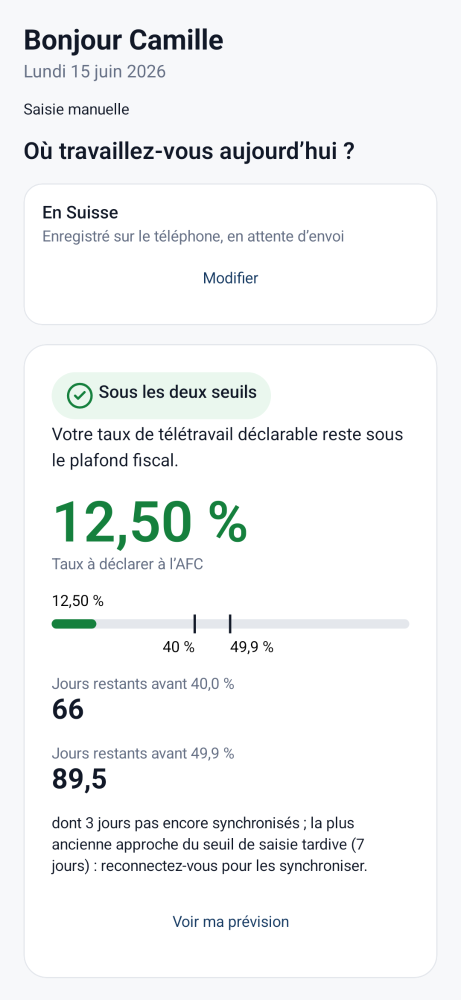 Bonjour Camille
Lundi 15 juin 2026
Saisie manuelle
Où travaillez-vous aujourd’hui ?
En Suisse
Enregistré sur le téléphone, en attente d’envoi
Modifier
Sous les deux seuils
Votre taux de télétravail déclarable reste sous
le plafond fiscal.
12,50 %
Taux à déclarer à l’AFC
12,50 %
40 % 49,9 %
Jours restants avant 40,0 %
66
Jours restants avant 49,9 %
89,5
dont 3 jours pas encore synchronisés ; la plus
ancienne approche du seuil de saisie tardive (7
jours) : reconnectez-vous pour les synchroniser.
Voir ma prévision